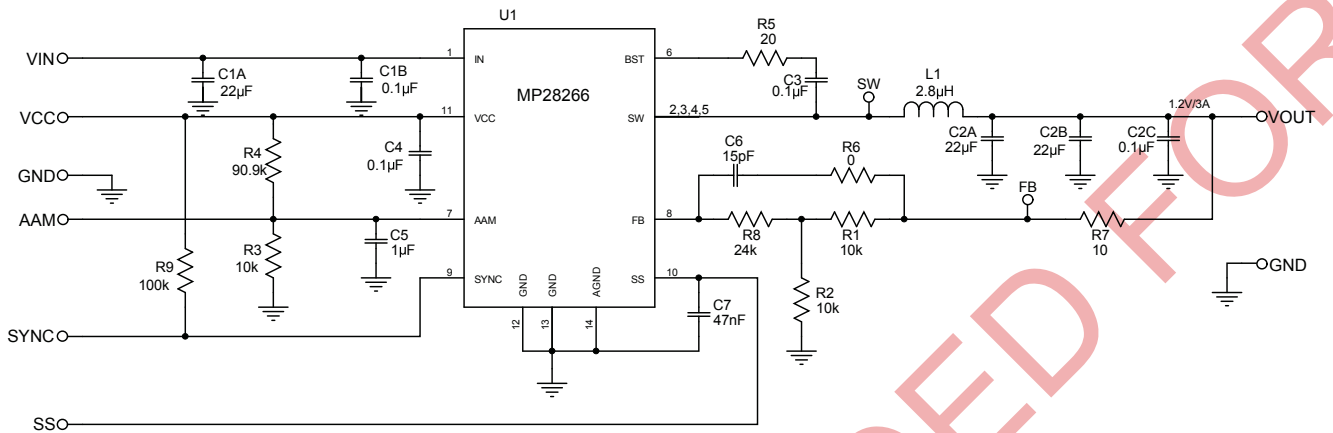 U1
MP28266
VIN
C1A
22µF
C1B
0.1µF
1
IN
VCC
11
VCC
R4
90.9k
C4
0.1µF
GND
AAM
7
AAM
R3
10k
C5
1µF
R9
100k
9
SYNC
SYNC
SS
GND
GND
AGND
12
13
14
BST
6
R5
20
C3
0.1µF
SW
2,3,4,5
SW
L1
2.8µH
1.2V/3A
VOUT
C2A
22µF
C2B
22µF
C2C
0.1µF
C6
15pF
R6
0
FB
8
R8
24k
R1
10k
FB
R7
10
R2
10k
SS
10
C7
47nF
GND
ED FOR